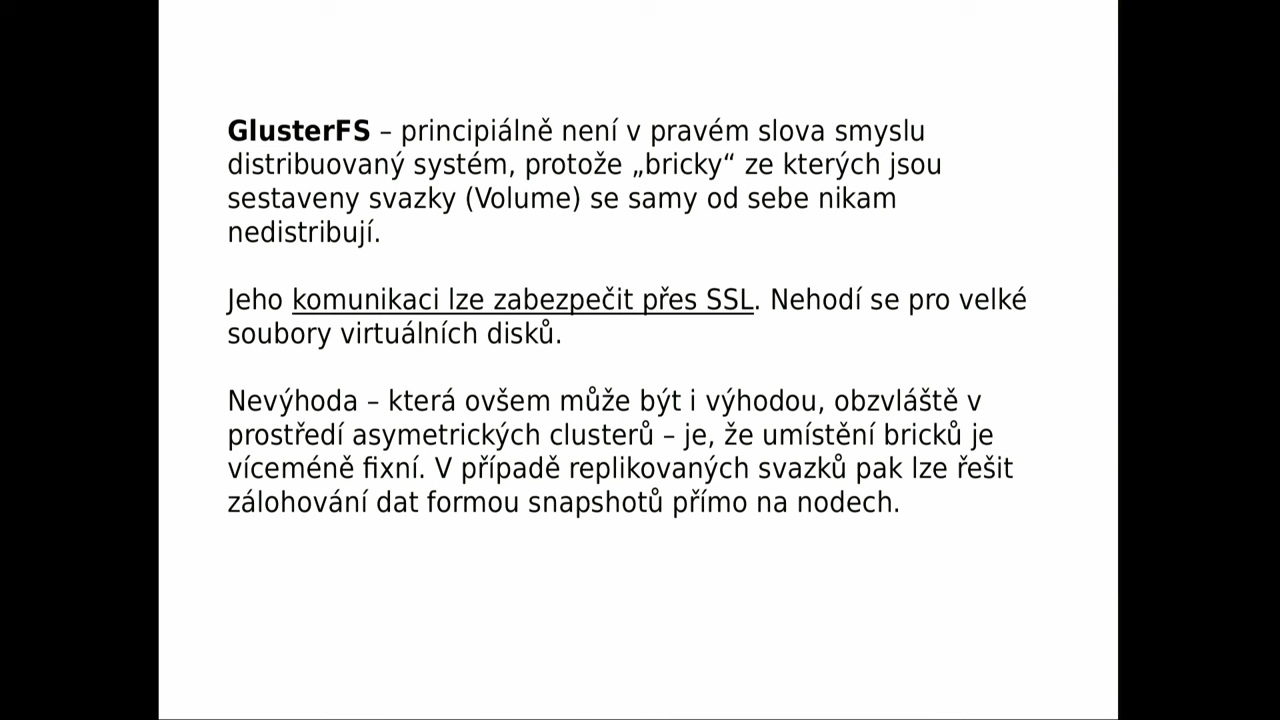 GlusterFS – principiálně není v pravém slova smyslu
distribuovaný systém, protože „bricky“ ze kterých jsou
sestaveny svazky (Volume) se samy od sebe nikam
nedistribují.
Jeho komunikaci lze zabezpečit přes SSL. Nehodí se pro velké
soubory virtuálních disků.
Nevýhoda – která ovšem může být i výhodou, obzvláště v
prostředí asymetrických clusterů – je, že umístění bricků je
víceméně fixní. V případě replikovaných svazků pak lze řešit
zálohování dat formou snapshotů přímo na nodech.